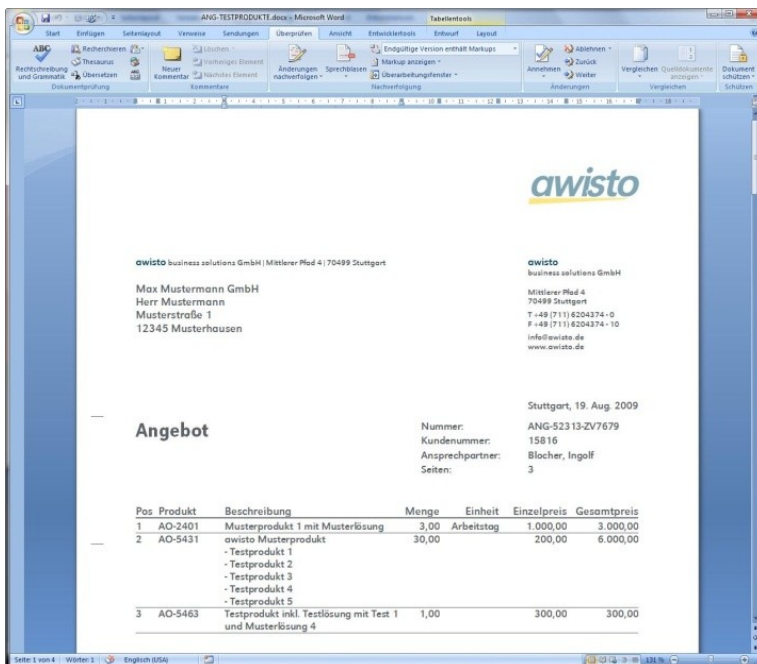 ANG-TESTPRODUKTE.docx - Microsoft Word
Tabellentools
Start Einfügen Seitenlayout Verweise Sendungen Überprüfen Ansicht Entwicklertools Entwurf Layout
ABC Recherchieren Löschen Endgültige Version enthält Markups Ablehnen
Thesaurus Vorheriges Element Markup anzeigen Zurück
Rechtschreibung und Grammatik Übersetzen Neuer Kommentar Nächstes Element Änderungen nachverfolgen Sprechblasen Überarbeitungsfenster Annehmen Weiter Vergleichen Quelldokumente anzeigen Dokument schützen
Dokumentprüfung Kommentare Nachverfolgung Änderungen Vergleichen Schützen
awisto
awisto business solutions GmbH | Mittlerer Pfad 4 | 70499 Stuttgart
Max Mustermann GmbH
Herr Mustermann
Musterstraße 1
12345 Musterhausen
awisto
business solutions GmbH
Mittlerer Pfad 4
70499 Stuttgart
T +49 (711) 6204374 - 0
F +49 (711) 6204374 - 10
info@awisto.de
www.awisto.de
Stuttgart, 19. Aug. 2009
Angebot
Nummer: ANG-52313-ZV7679
Kundenummer: 15816
Ansprechpartner: Blocher, Ingolf
Seiten: 3
Pos Produkt Beschreibung Menge Einheit Einzelpreis Gesamtpreis
1 AO-2401 Musterprodukt 1 mit Musterlösung 3,00 Arbeitstag 1.000,00 3.000,00
2 AO-5431 awisto Musterprodukt 30,00 200,00 6.000,00
- Testprodukt 1
- Testprodukt 2
- Testprodukt 3
- Testprodukt 4
- Testprodukt 5
3 AO-5463 Testprodukt inkl. Testlösung mit Test 1 1,00 300,00 300,00
und Musterlösung 4
Seite: 1 von 4 Wörter: 1 Englisch (USA) 131 %